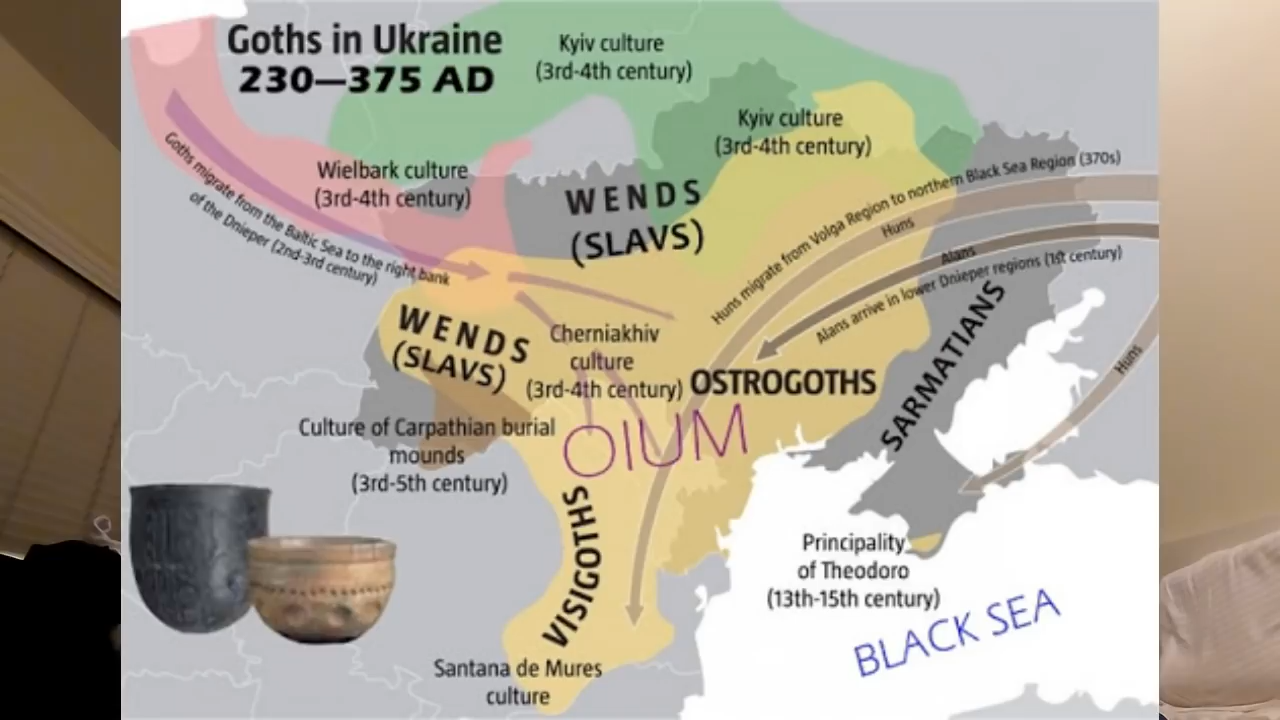 Goths in Ukraine
230—375 AD
Kyiv culture
(3rd-4th century)
Kyiv culture
(3rd-4th century)
Wielbark culture
(3rd-4th century)
Goths migrate from the Baltic Sea to the right bank
of the Dnieper (2nd-3rd century)
WENDS
(SLAVS)
Huns migrate from Volga Region to northern Black Sea Region (370s)
Huns
Alans
Alans arrive in lower Dnieper regions (1st century)
WENDS
(SLAVS)
Cherniakhiv
culture
(3rd-4th century)
OSTROGOTHS
SARMATIANS
Huns
Culture of Carpathian burial
mounds
(3rd-5th century)
OIUM
VISIGOTHS
Principality
of Theodoro
(13th-15th century)
BLACK SEA
Santana de Mures
culture